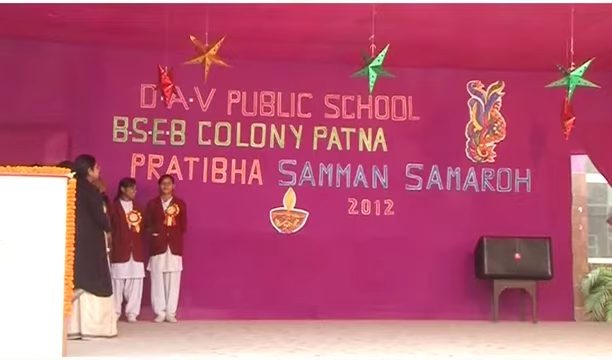 D.A.V PUBLIC SCHOOL
B.S.E.B COLONY PATNA
PRATIBHA SAMMAN SAMAROH
2012